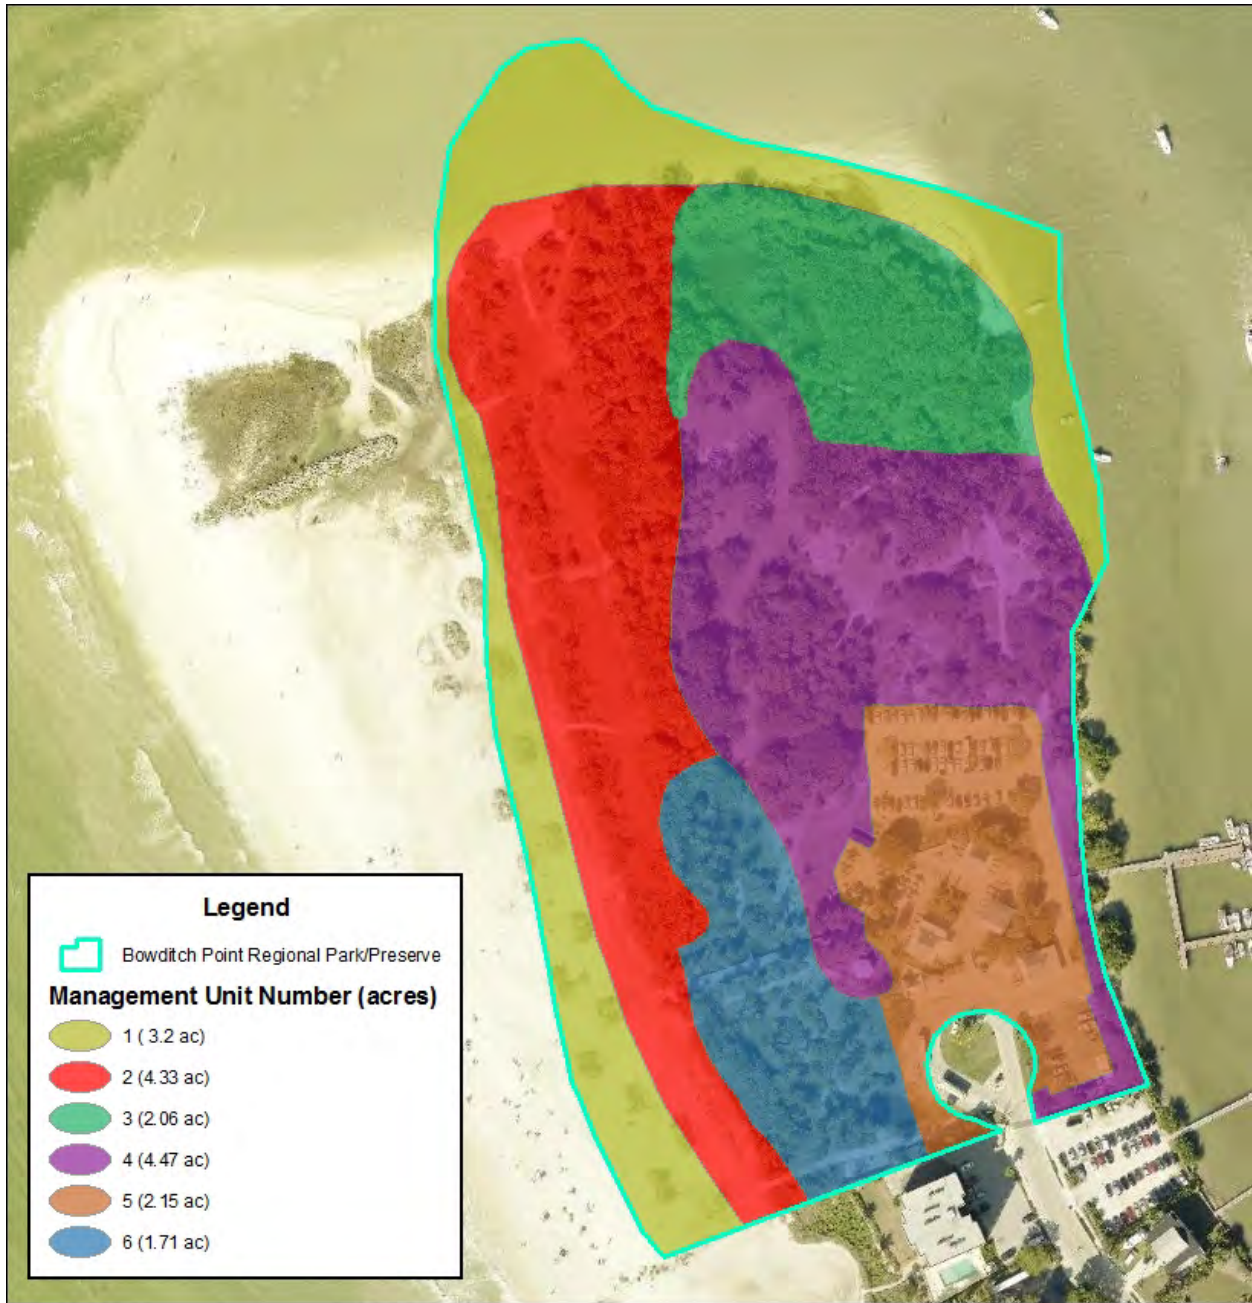 Legend
Bowditch Point Regional Park/Preserve
Management Unit Number (acres)
1 ( 3.2 ac)
2 (4.33 ac)
3 (2.06 ac)
4 (4.47 ac)
5 (2.15 ac)
6 (1.71 ac)